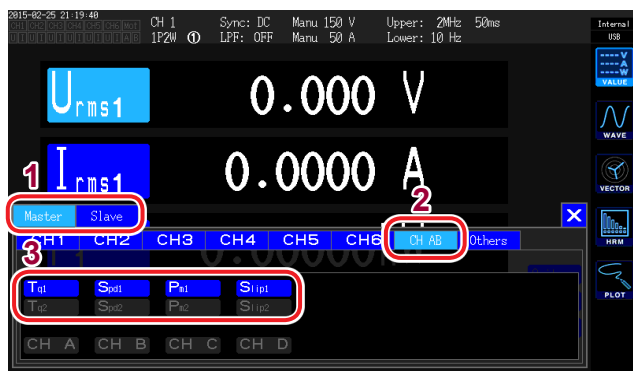 2015-02-25 21:19:40
CH 1 Sync: DC Manu 150 V Upper: 2MHz 50ms
1P2W ① LPF: OFF Manu 50 A Lower: 10 Hz
Internal
USB
V
A
W
VALUE
Urms1 0.000 V
WAVE
1 Irms1 0.0000 A
2
VECTOR
Master Slave
CH1 CH2 CH3 CH4 CH5 CH6 CH AB Others
HRM
3
Tq1 Spd1 Pm1 Slip1
Tq2 Spd2 Pm2 Slip2
PLOT
CH A CH B CH C CH D